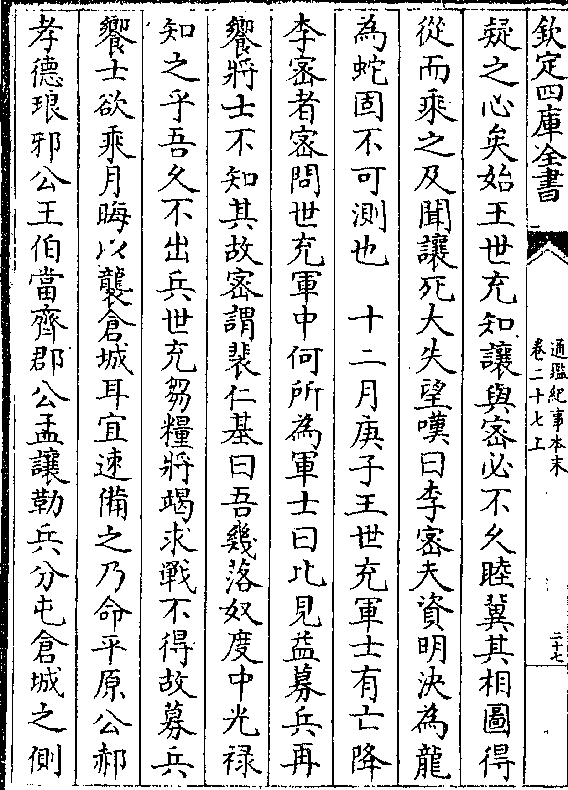 欽定四庫全書
通鑑紀事本末
卷二十七上
二十七
疑之心矣始王世充知讓與密必不久睦冀其相圖得
從而乘之及聞讓死大失望嘆曰李密天資明決為龍
為蛇固不可測也　十二月庚子王世充軍士有亡降
李密者密問世充軍中何所為軍士曰比見益募兵再
饗將士不知其故密謂裴仁基曰吾幾落奴度中光禄
知之乎吾久不出兵世充芻糧將竭求戰不得故募兵
饗士欲乘月晦以襲倉城耳宜速備之乃命平原公郝
孝德琅邪公王伯當齊郡公孟讓勒兵分屯倉城之側